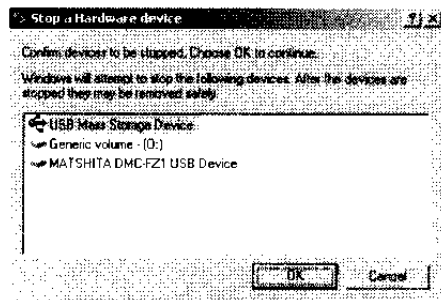 Stop a Hardware device
Confirm devices to be stopped, Choose OK to continue.
Windows will attempt to stop the following devices. After the devices are
stopped they may be removed safely.
USB Mass Storage Device
Generic volume - (D:)
MATSHITA DMC-FZ1 USB Device
OK
Cancel